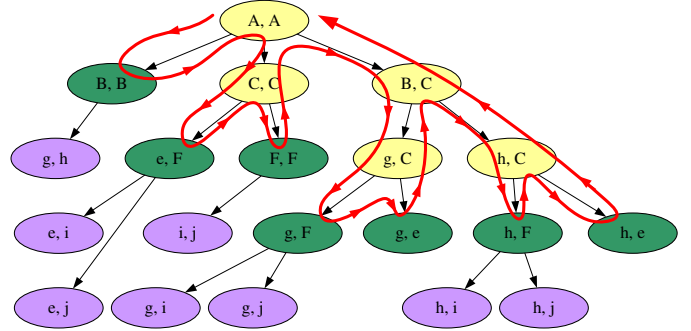 A, A
B, B
C, C
B, C
g, h
e, F
F, F
g, C
h, C
e, i
i, j
g, F
g, e
h, F
h, e
e, j
g, i
g, j
h, i
h, j